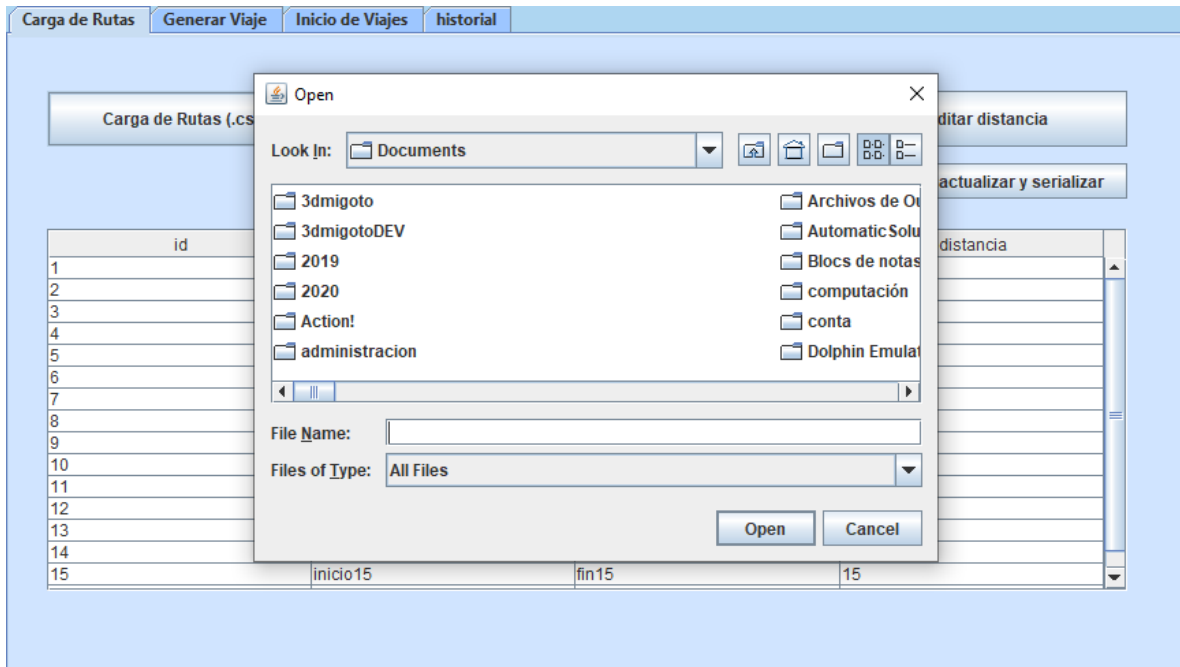 Carga de Rutas Generar Viaje Inicio de Viajes historial
Open
Carga de Rutas (.cs
ditar distancia
Look In: Documents
actualizar y serializar
3dmigoto
3dmigotoDEV
2019
2020
Action!
administracion
Archivos de Ou
AutomaticSolu
Blocs de notas
computación
conta
Dolphin Emulat
File Name:
Files of Type: All Files
Open Cancel
id distancia
1
2
3
4
5
6
7
8
9
10
11
12
13
14
15 inicio15 fin15 15